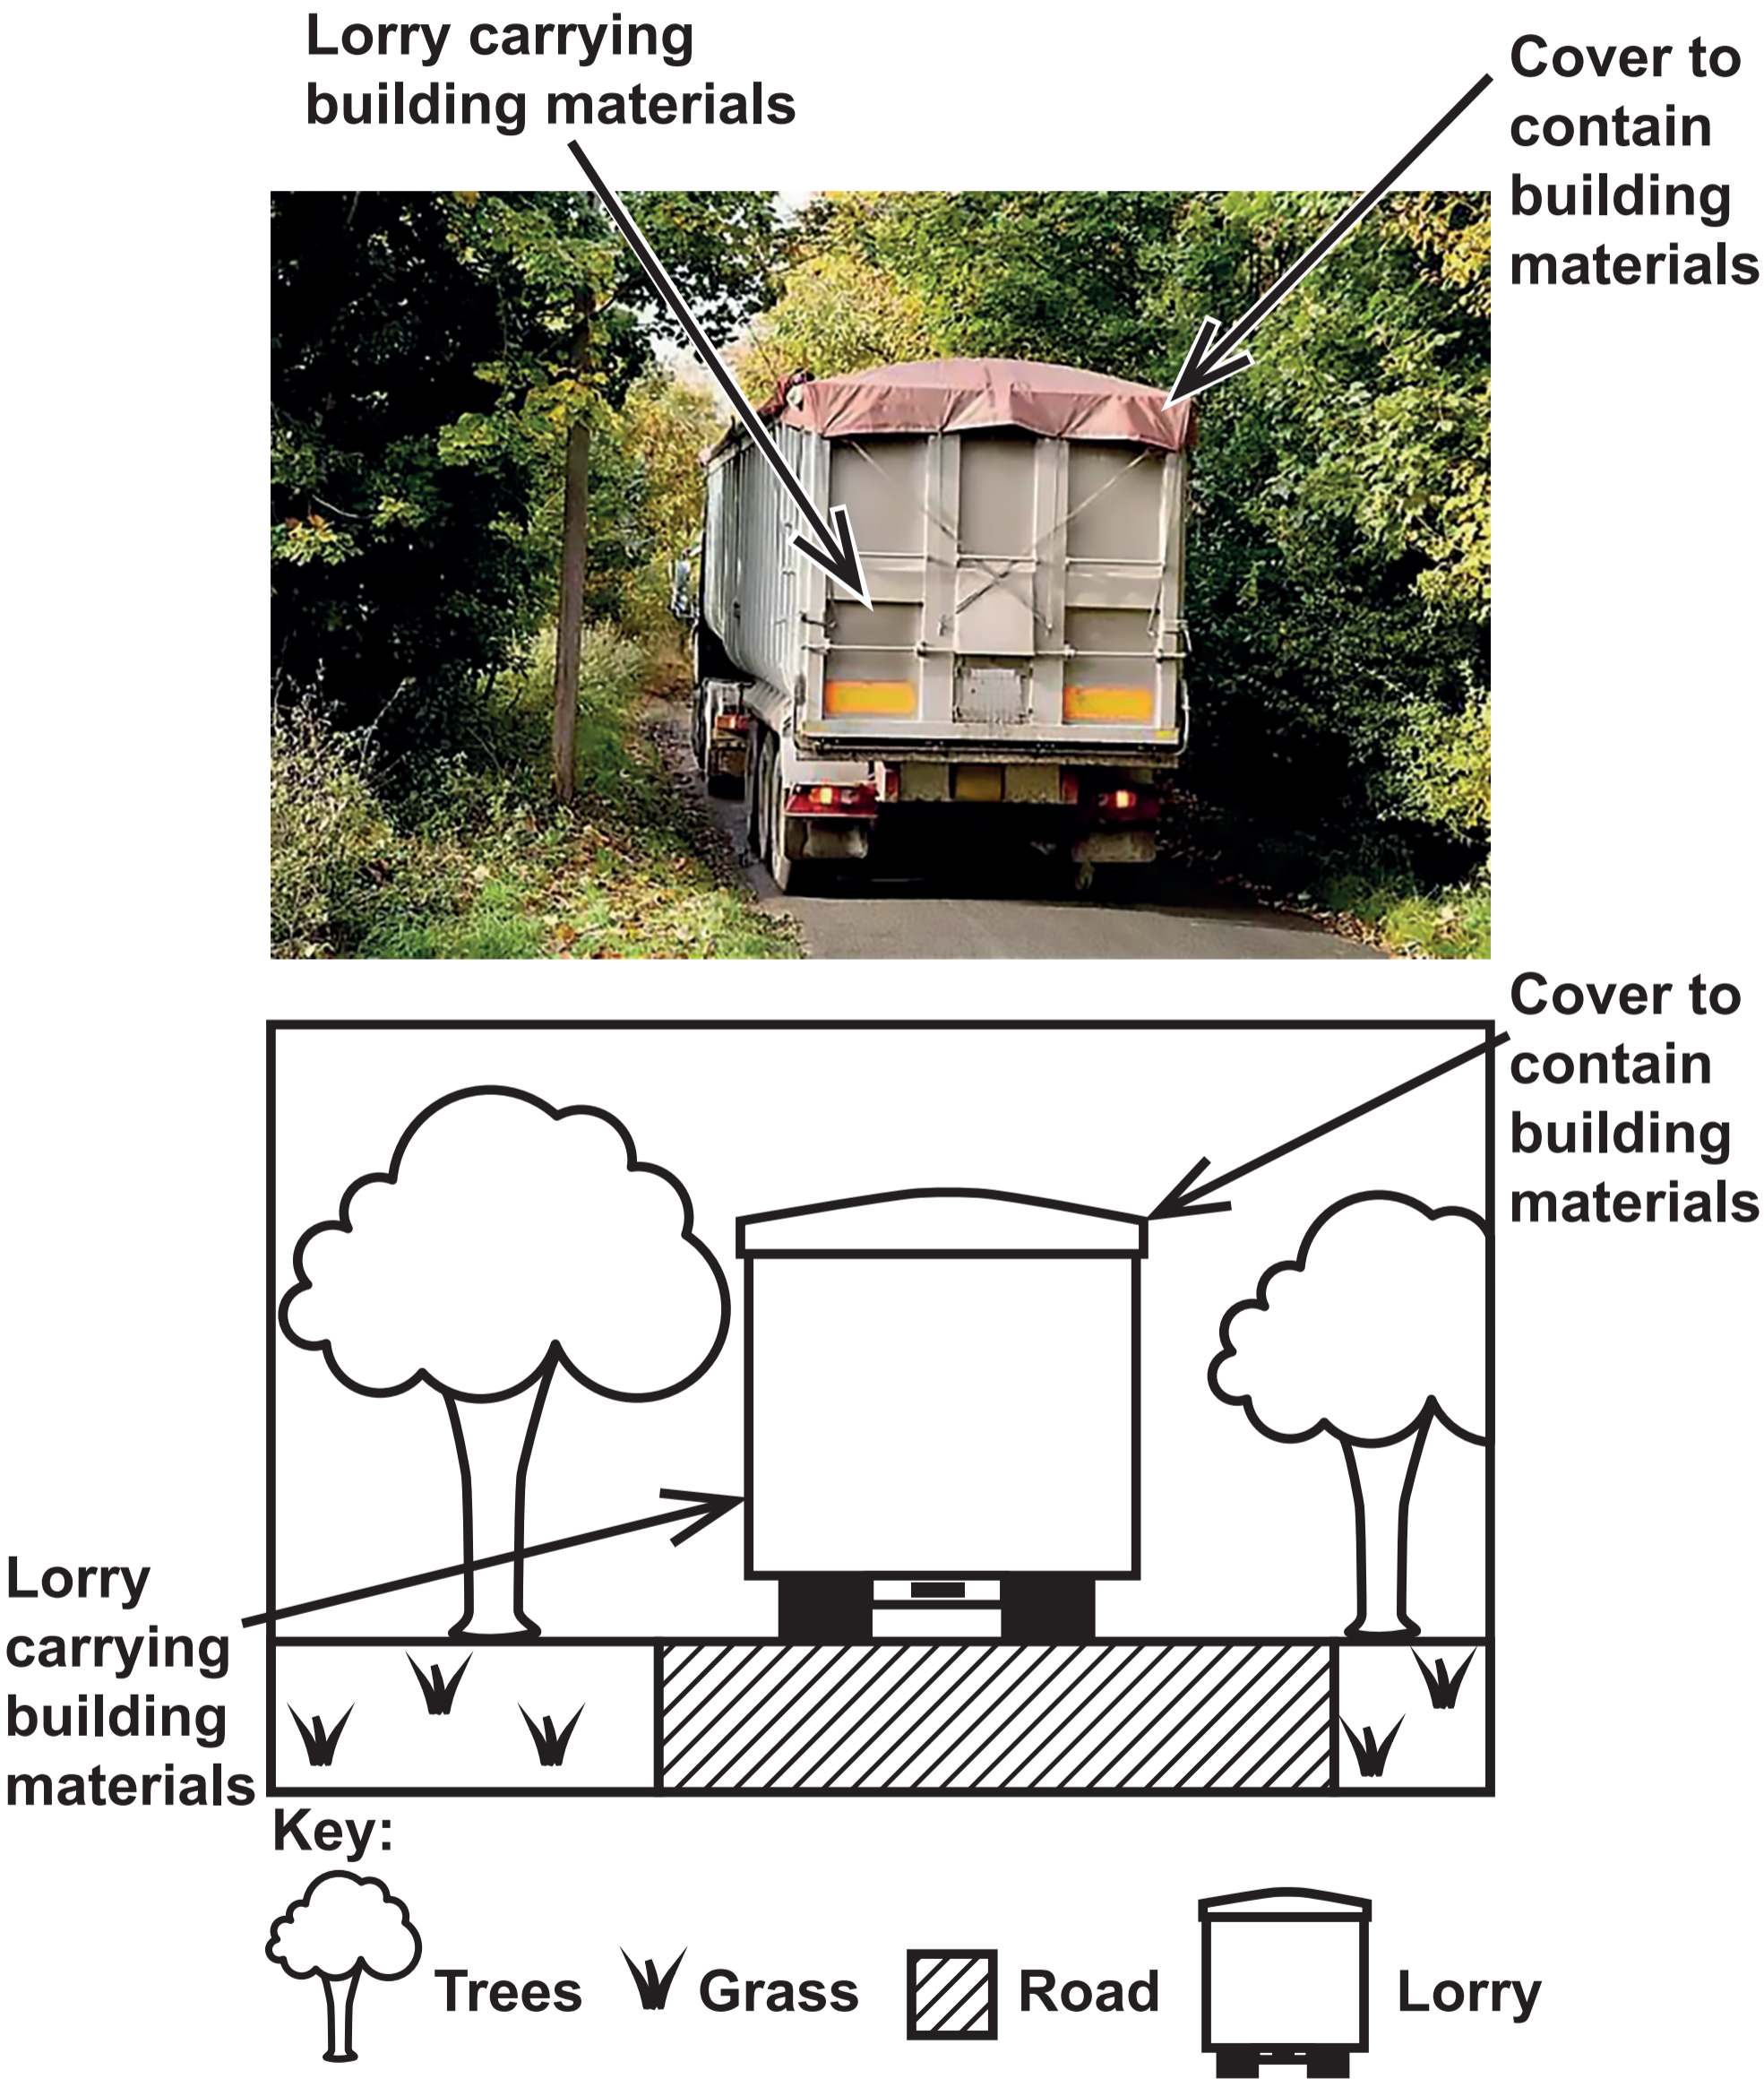 Lorry carrying
building materials
Cover to
contain
building
materials
Cover to
contain
building
materials
Lorry
carrying
building
materials
Key:
Trees
Grass
Road
Lorry